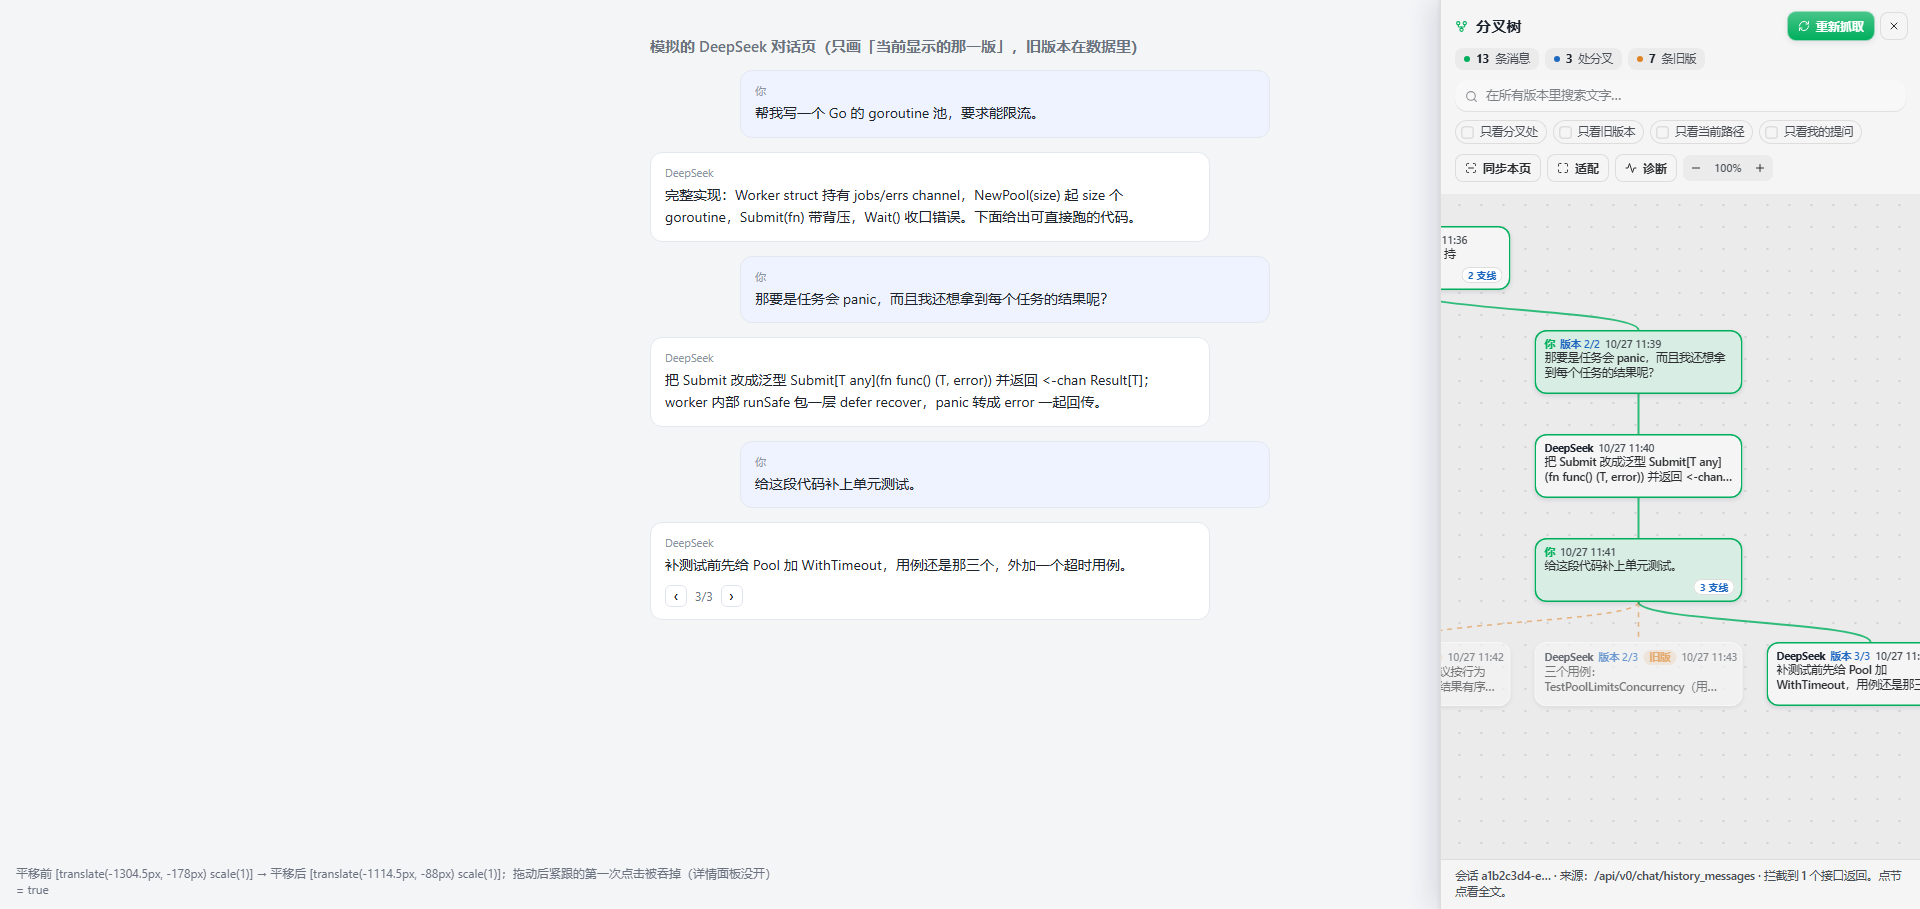 模拟的 DeepSeek 对话页（只画「当前显示的那一版」，旧版本在数据里）
你
帮我写一个 Go 的 goroutine 池，要求能限流。
DeepSeek
完整实现：Worker struct 持有 jobs/errs channel，NewPool(size) 起 size 个
goroutine，Submit(fn) 带背压，Wait() 收口错误。下面给出可直接跑的代码。
你
那要是任务会 panic，而且我还想拿到每个任务的结果呢？
DeepSeek
把 Submit 改成泛型 Submit[T any](fn func() (T, error)) 并返回 <-chan Result[T]；
worker 内部 runSafe 包一层 defer recover，panic 转成 error 一起回传。
你
给这段代码补上单元测试。
DeepSeek
补测试前先给 Pool 加 WithTimeout，用例还是那三个，外加一个超时用例。
‹ 3/3 ›
平移前 [translate(-1304.5px, -178px) scale(1)] → 平移后 [translate(-1114.5px, -88px) scale(1)]；拖动后紧跟的第一次点击被吞掉（详情面板没开）
= true
分叉树
重新抓取
×
13 条消息
3 处分叉
7 条旧版
在所有版本里搜索文字...
只看分叉处
只看旧版本
只看当前路径
只看我的提问
同步本页
适配
诊断
− 100% +
11:36
持
2 支线
你 版本 2/2 10/27 11:39
那要是任务会 panic，而且我还想拿
到每个任务的结果呢？
DeepSeek 10/27 11:40
把 Submit 改成泛型 Submit[T any]
(fn func() (T, error)) 并返回 <-chan...
你 10/27 11:41
给这段代码补上单元测试。
3 支线
10/27 11:42
议按行为
结果有序...
DeepSeek 版本 2/3 旧版 10/27 11:43
三个用例：
TestPoolLimitsConcurrency（用...
DeepSeek 版本 3/3 10/27 11:
补测试前先给 Pool 加
WithTimeout，用例还是那三
会话 a1b2c3d4-e... · 来源：/api/v0/chat/history_messages · 拦截到 1 个接口返回。点节
点看全文。